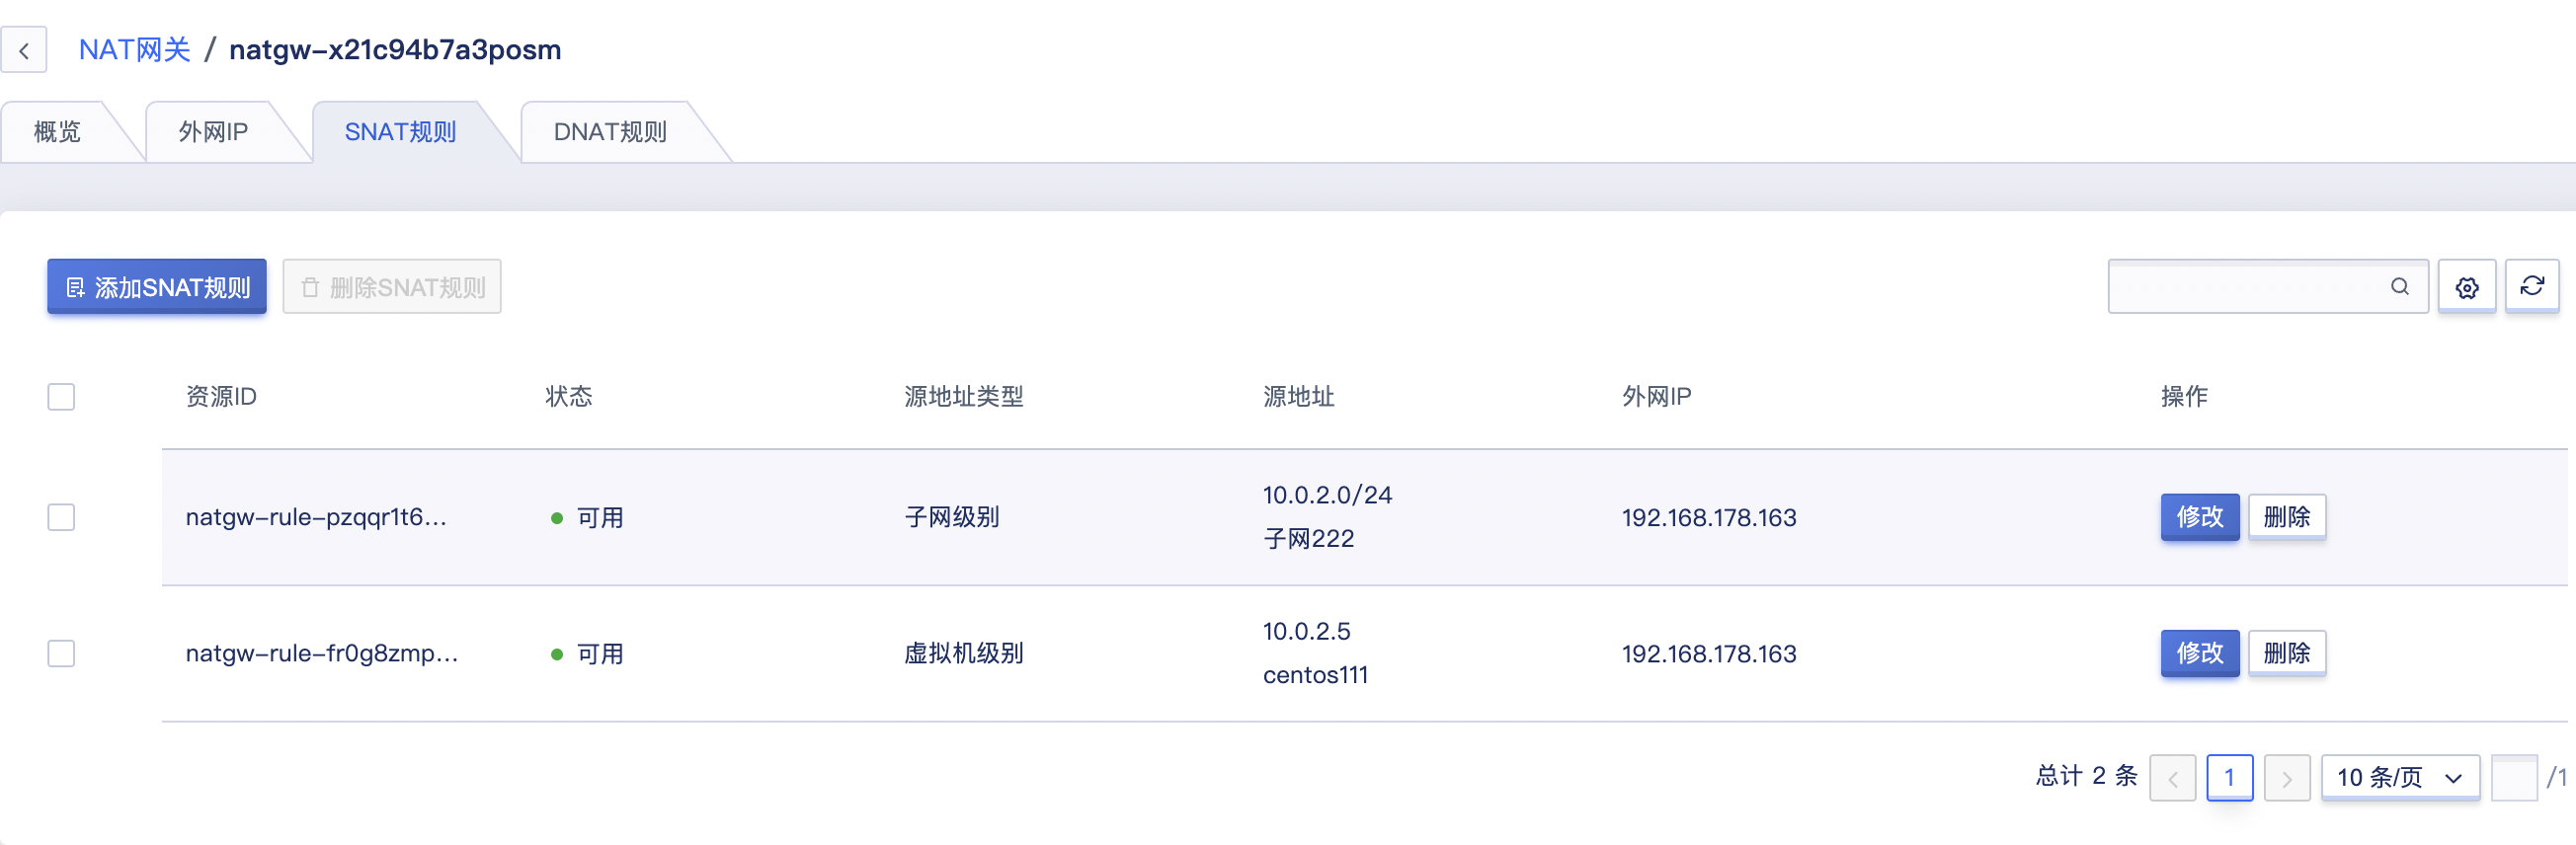 NAT网关 / natgw-x21c94b7a3posm
概览 外网IP SNAT规则 DNAT规则
添加SNAT规则 删除SNAT规则
资源ID 状态 源地址类型 源地址 外网IP 操作
natgw-rule-pzqqr1t6... 可用 子网级别 10.0.2.0/24 192.168.178.163 修改 删除
子网222
natgw-rule-fr0g8zmp... 可用 虚拟机级别 10.0.2.5 192.168.178.163 修改 删除
centos111
总计 2 条 1 10 条/页 /1